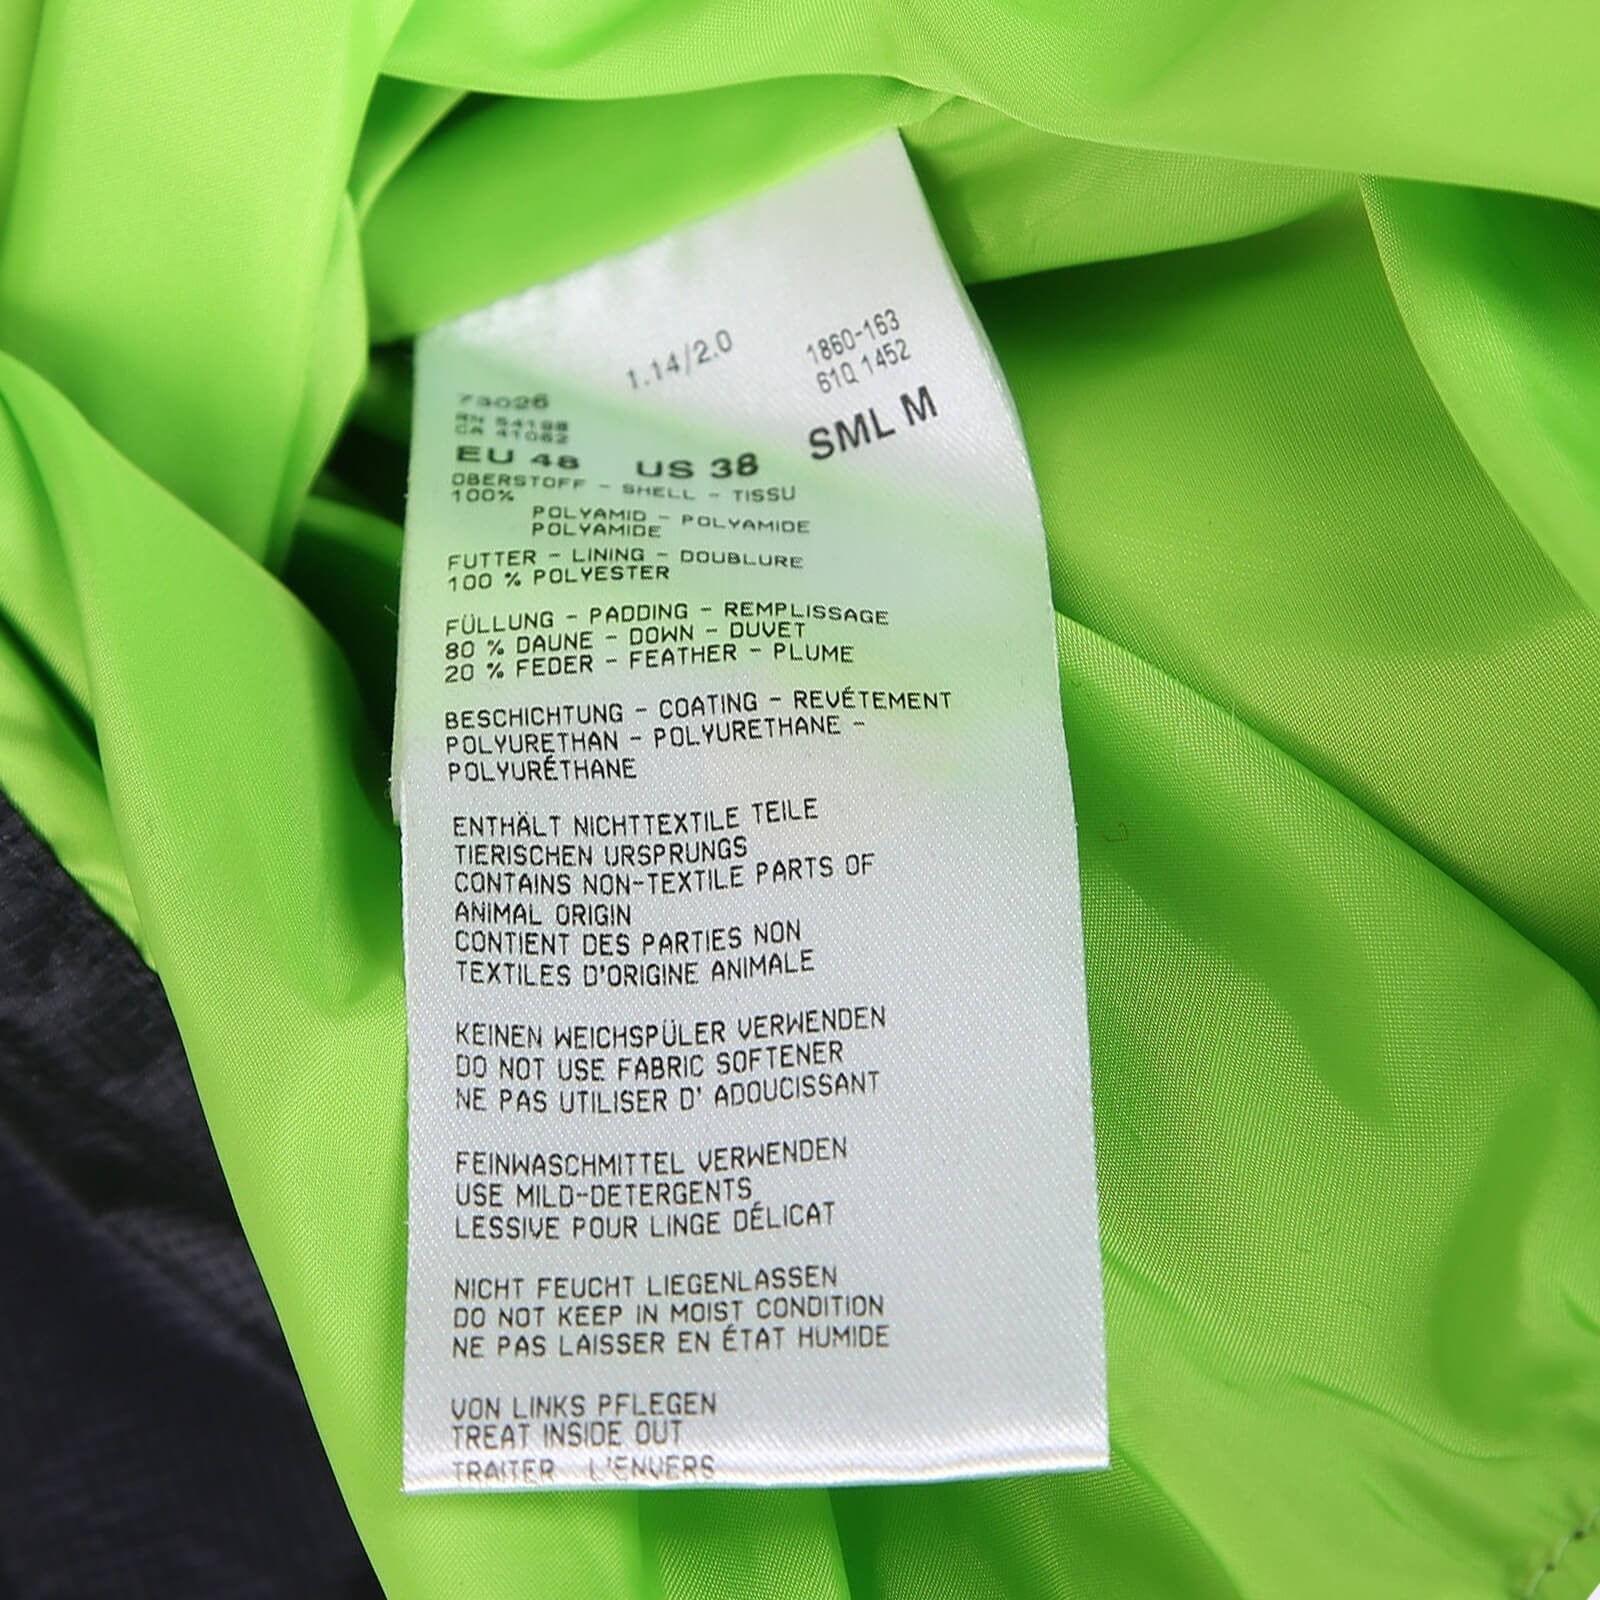 1.14/2.0
1860-163
61Q 1452
73026
RN 54198
CA 41062
EU 48 US 38 SML M
OBERSTOFF - SHELL - TISSU
100%
POLYAMID - POLYAMIDE
POLYAMIDE
FUTTER - LINING - DOUBLURE
100 % POLYESTER
FÜLLUNG - PADDING - REMPLISSAGE
80 % DAUNE - DOWN - DUVET
20 % FEDER - FEATHER - PLUME
BESCHICHTUNG - COATING - REVÉTEMENT
POLYURETHAN - POLYURETHANE -
POLYURÉTHANE
ENTHÄLT NICHTTEXTILE TEILE
TIERISCHEN URSPRUNGS
CONTAINS NON-TEXTILE PARTS OF
ANIMAL ORIGIN
CONTIENT DES PARTIES NON
TEXTILES D'ORIGINE ANIMALE
KEINEN WEICHSPÜLER VERWENDEN
DO NOT USE FABRIC SOFTENER
NE PAS UTILISER D' ADOUCISSANT
FEINWASCHMITTEL VERWENDEN
USE MILD-DETERGENTS
LESSIVE POUR LINGE DÉLICAT
NICHT FEUCHT LIEGENLASSEN
DO NOT KEEP IN MOIST CONDITION
NE PAS LAISSER EN ÉTAT HUMIDE
VON LINKS PFLEGEN
TREAT INSIDE OUT
TRAITER L'ENVERS